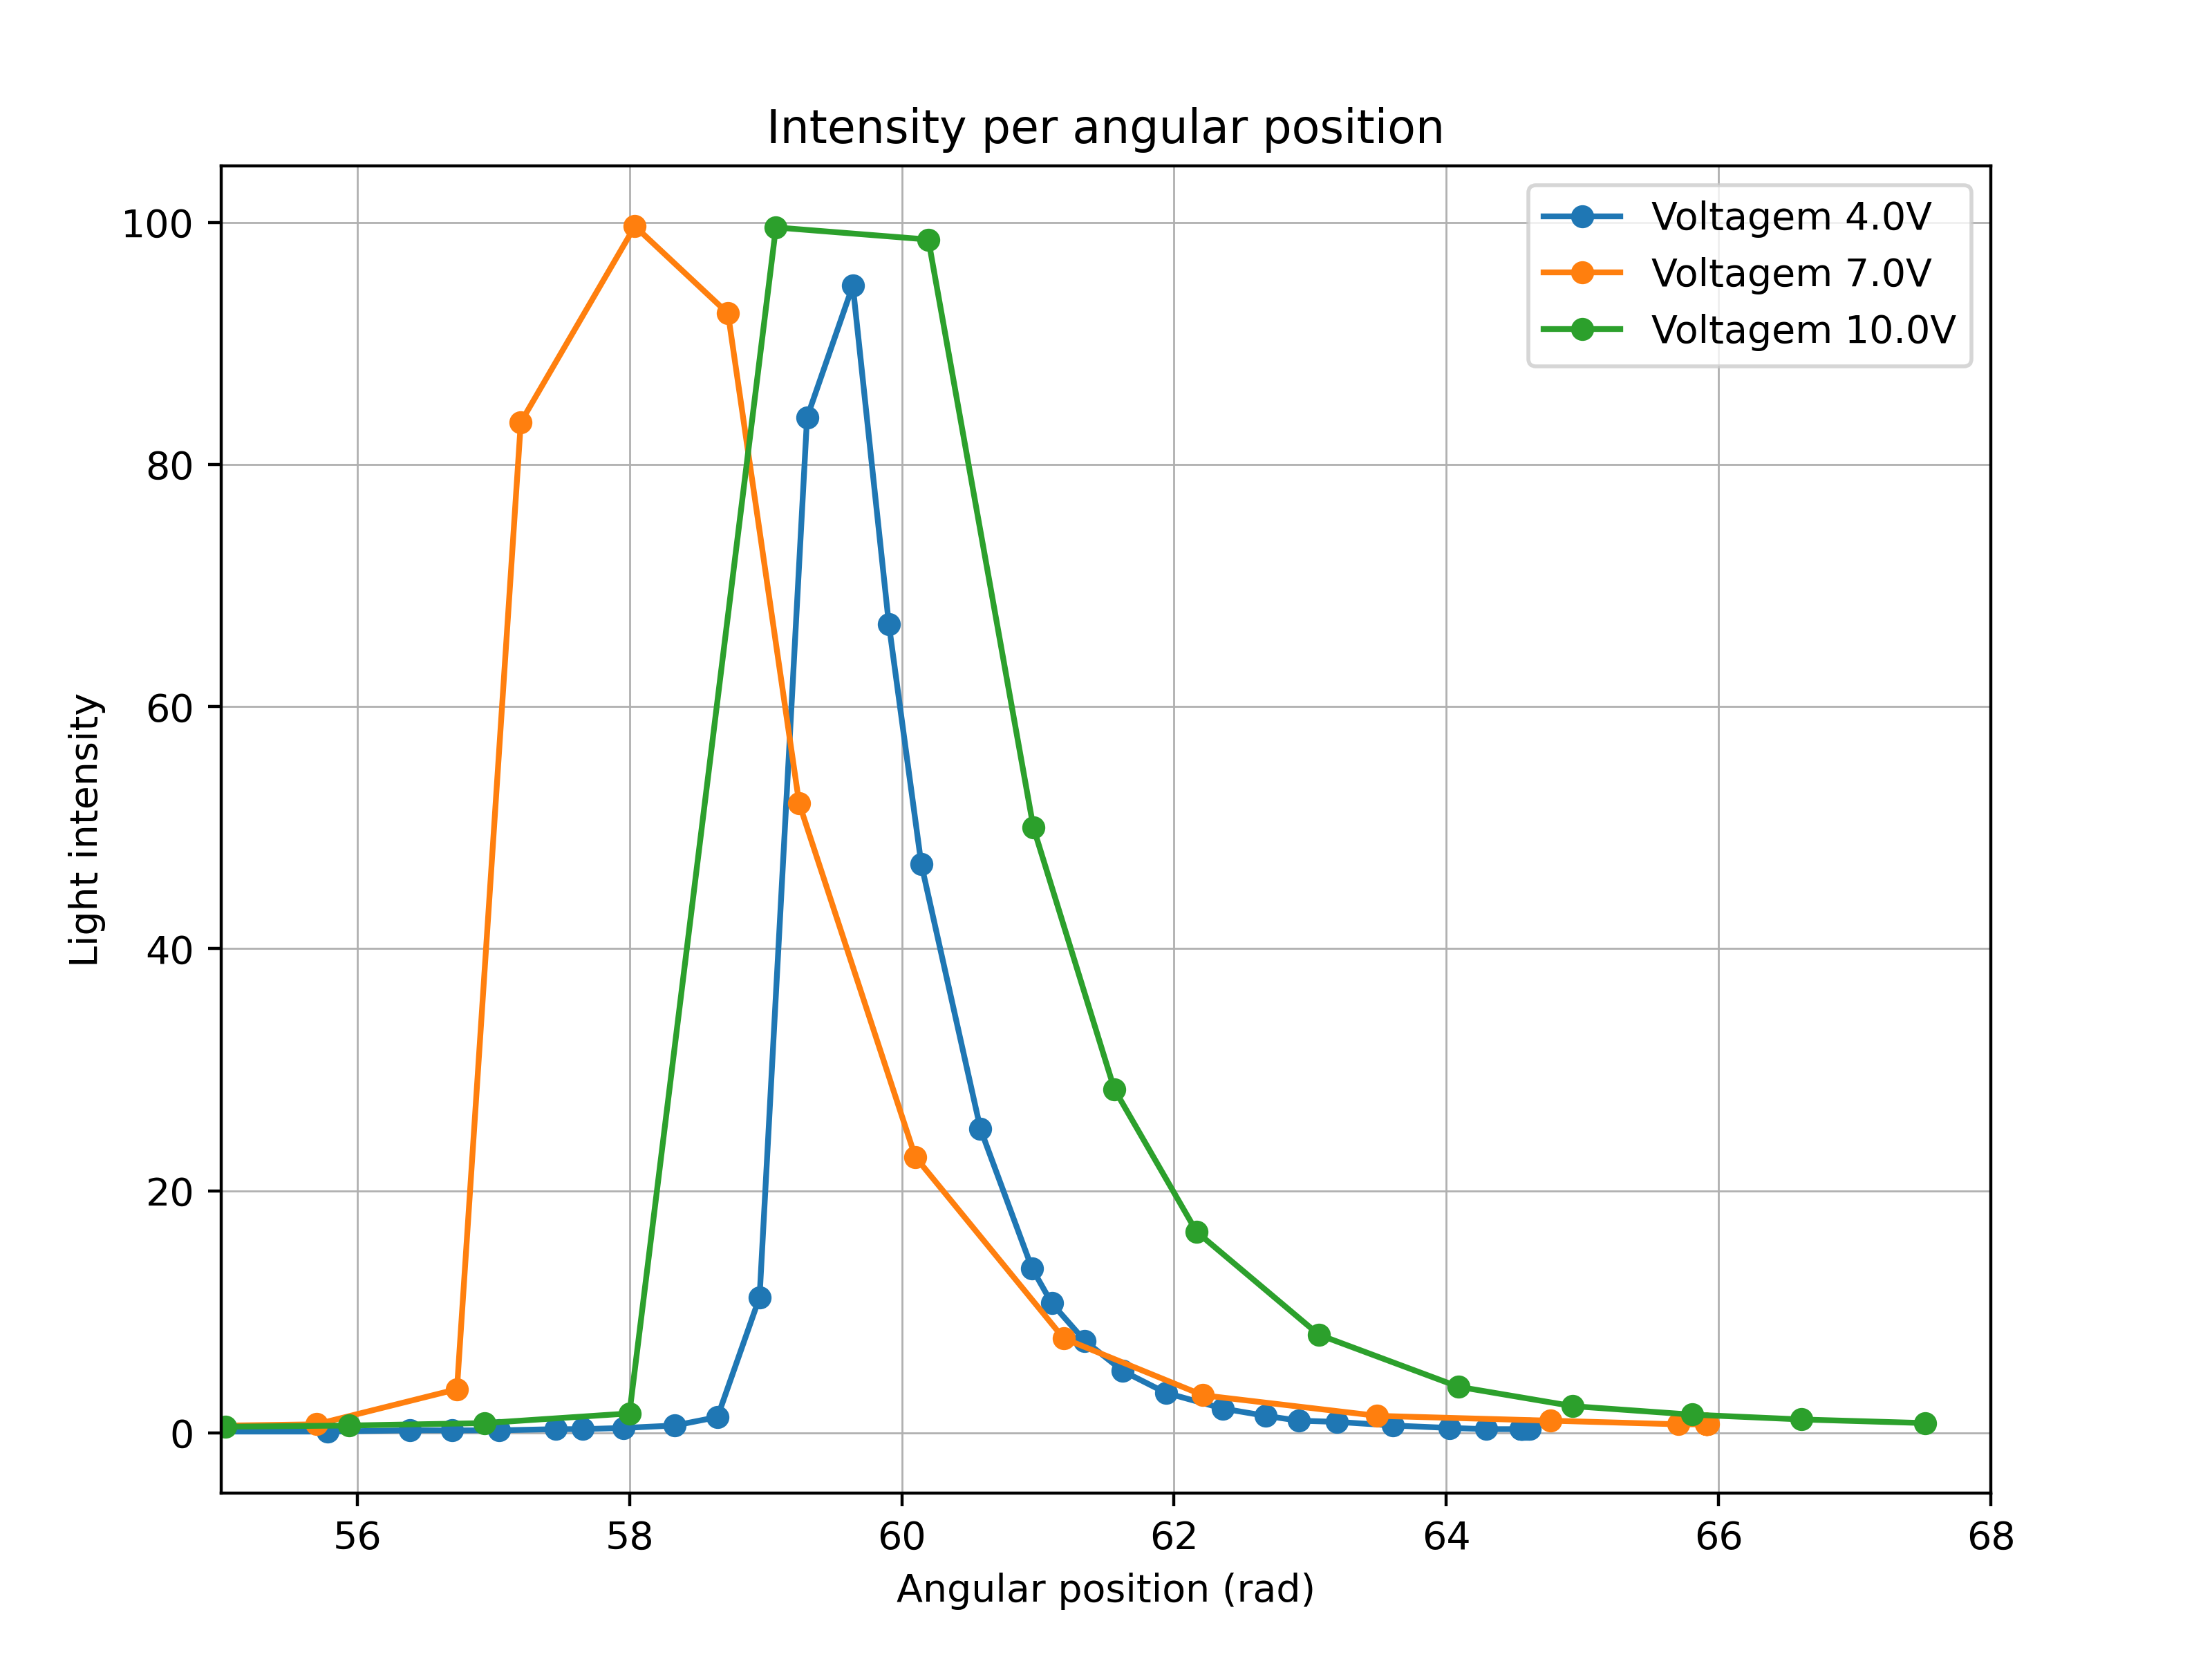 Intensity per angular position
Voltagem 4.0V
Voltagem 7.0V
Voltagem 10.0V
Light intensity
100
80
60
40
20
0
56 58 60 62 64 66 68
Angular position (rad)